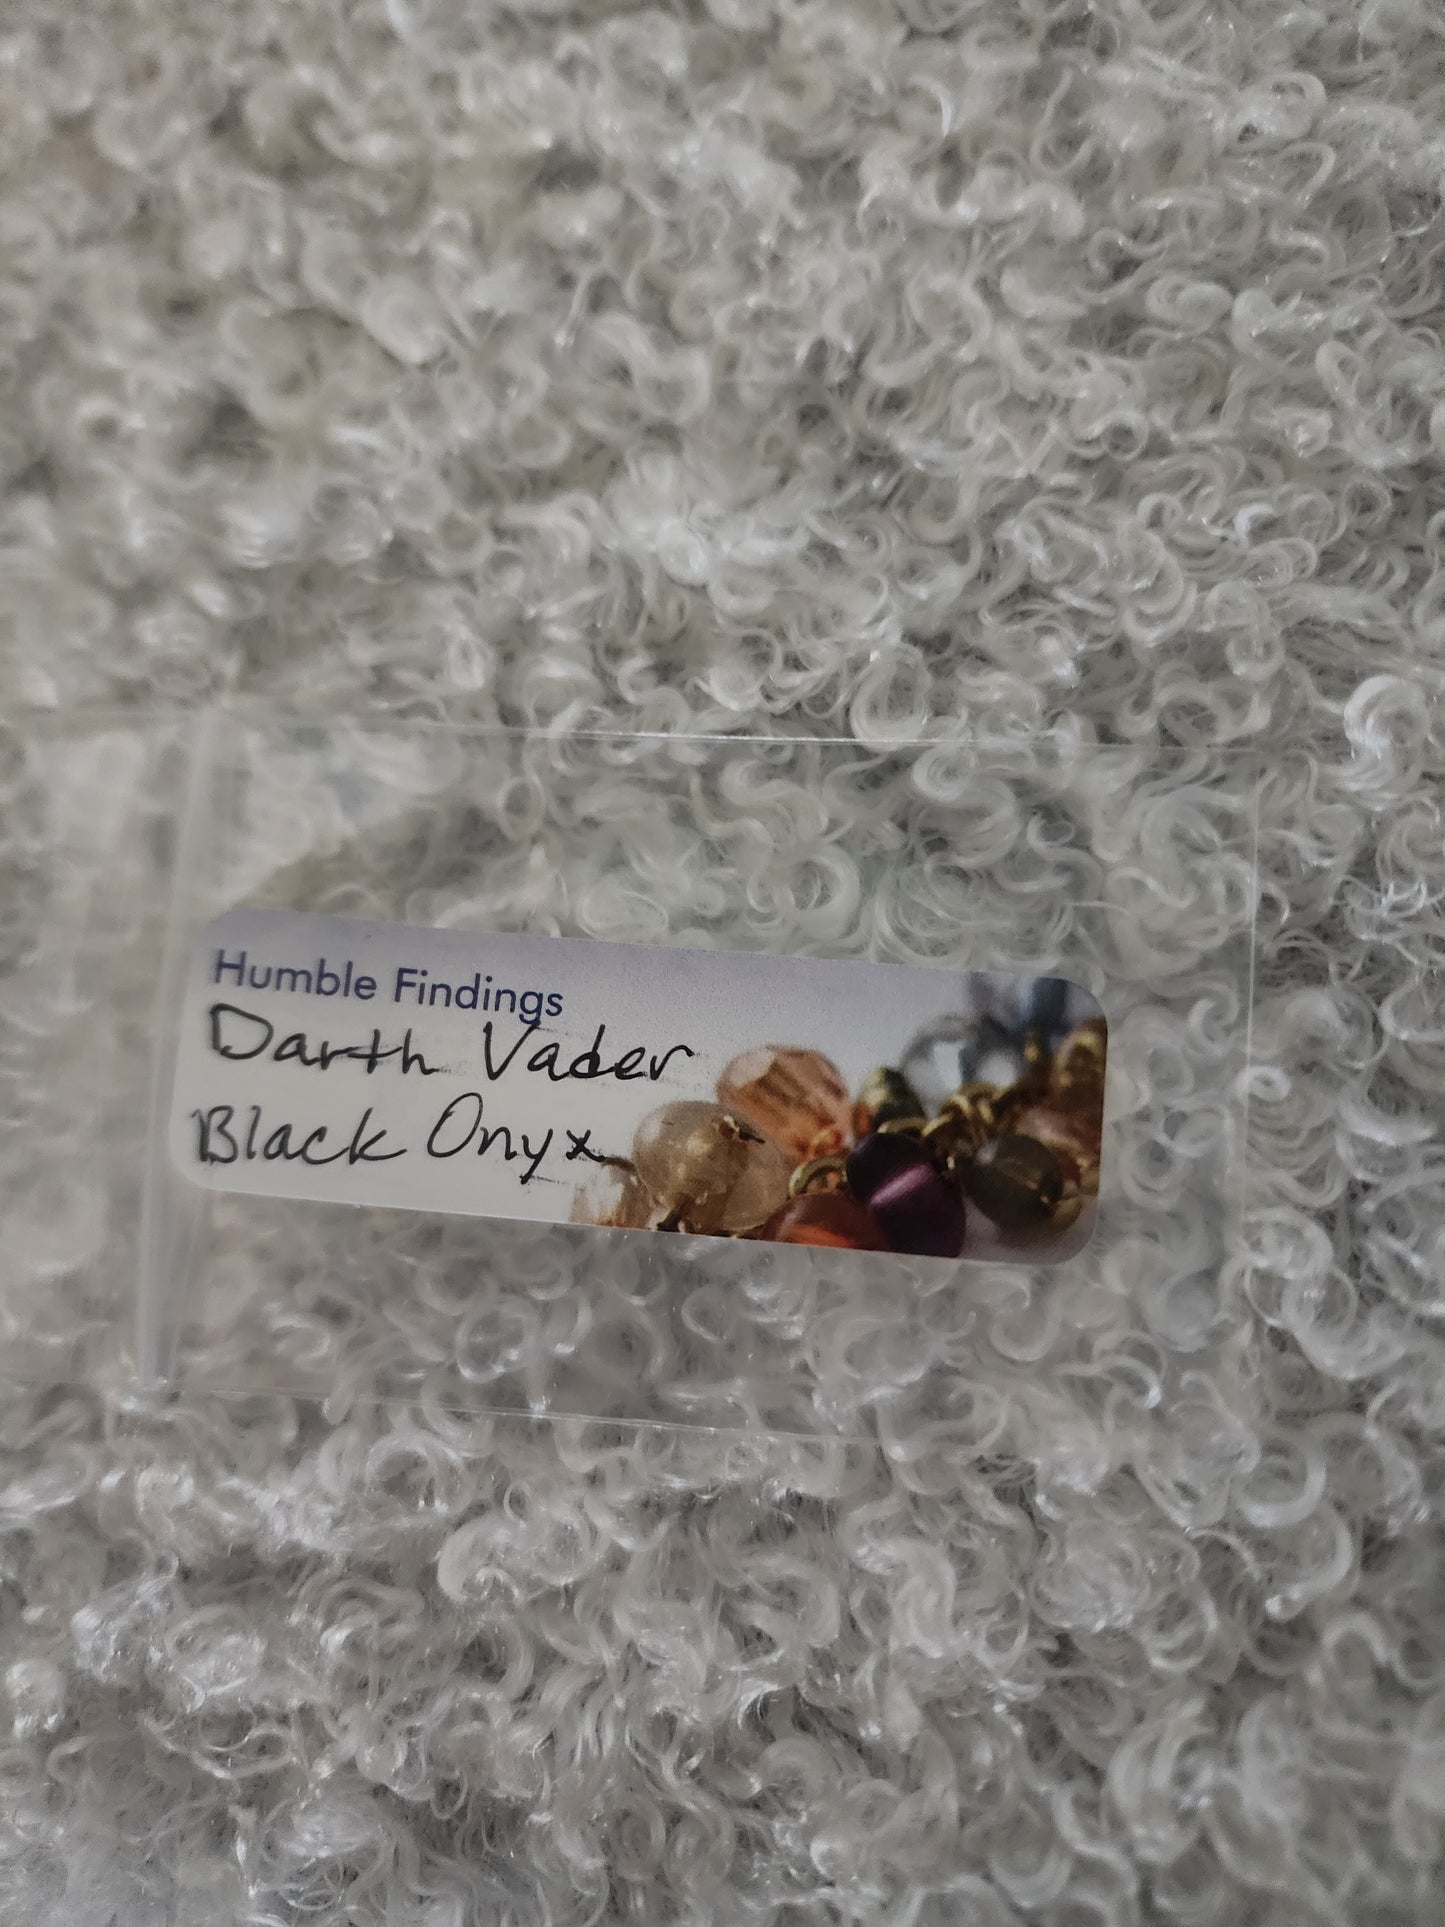 Humble Findings
Darth Vader
Black Onyx